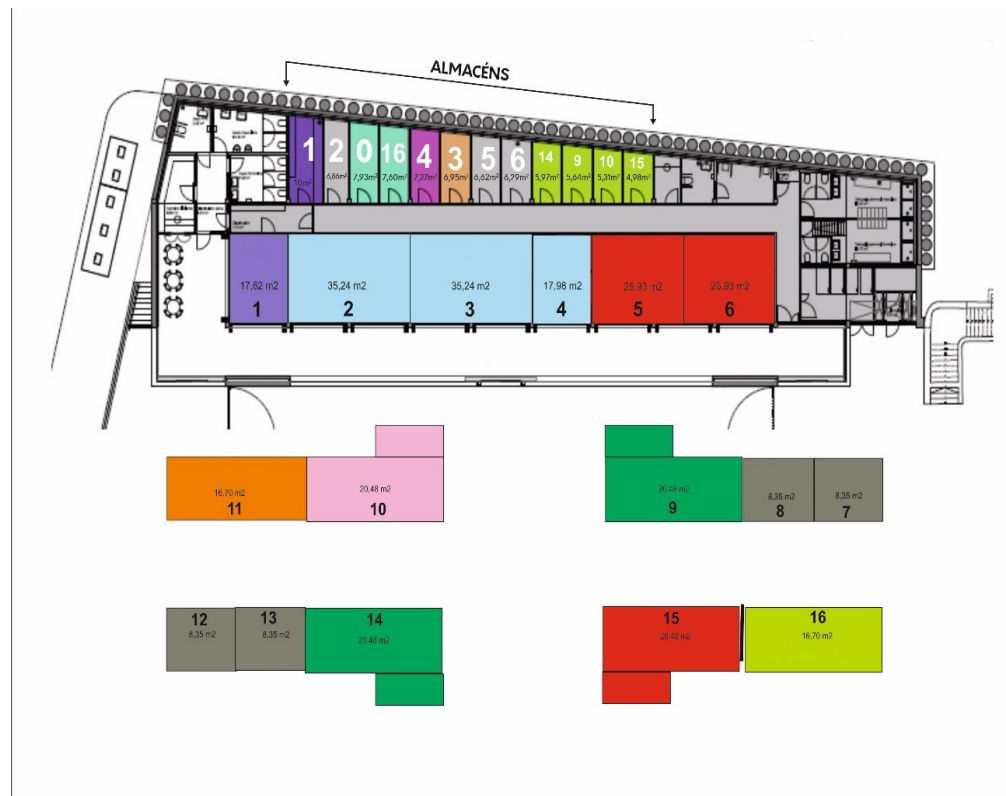 ALMACÉNS
1 2 0 16 4 3 5 6 14 9 10 15
10m² 6,86m² 7,93m² 7,60m² 7,27m² 6,95m² 6,62m² 6,29m² 5,97m² 5,64m² 5,31m² 4,98m²
17,62 m2 35,24 m2 35,24 m2 17,98 m2 26,93 m2 26,93 m2
1 2 3 4 5 6
16,70 m2 20,48 m2 20,48 m2 8,35 m2 8,35 m2
11 10 9 8 7
12 13 14 15 16
8,35 m2 8,35 m2 20,48 m2 20,48 m2 16,70 m2